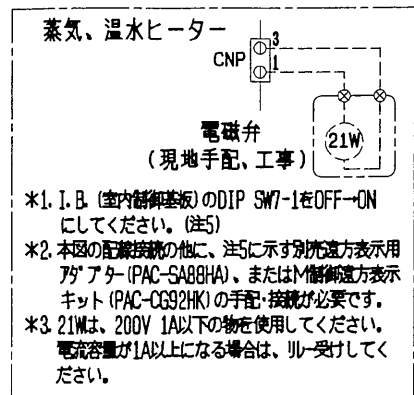 蒸気、温水ヒーター
CNP
3
1
電磁弁
(現地手配、工事)
21W
*1. I.B.(室内制御基板)のDIP SW7-1をOFF→ON
にしてください。(注5)
*2. 本図の配線接続の他に、注5に示す別売遠方表示用
アダプター(PAC-SA88HA)、またはM制御遠方表示
キット(PAC-CG92HK)の手配・接続が必要です。
*3. 21Wは、200V 1A以下の物を使用してください。
電流容量が1A以上になる場合は、リレー受けしてく
ださい。